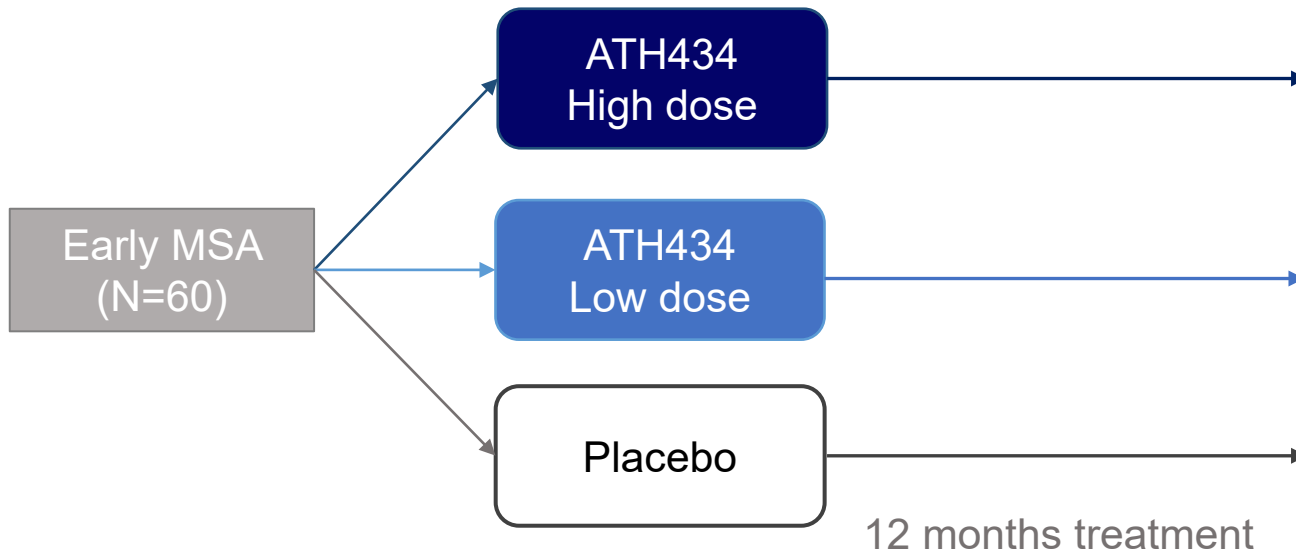 ATH434
High dose
Early MSA
(N=60)
ATH434
Low dose
Placebo
12 months treatment